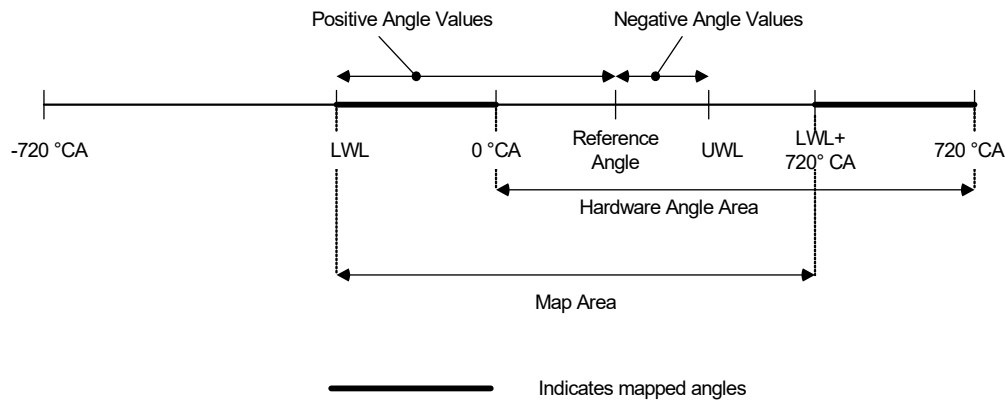 Positive Angle Values
Negative Angle Values
-720 °CA
LWL
0 °CA
Reference
Angle
UWL
LWL+
720° CA
720 °CA
Hardware Angle Area
Map Area
Indicates mapped angles